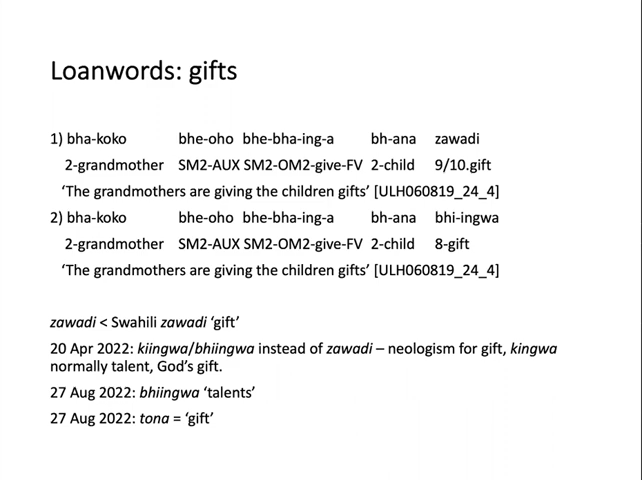 Loanwords: gifts
1) bha-koko bhe-oho bhe-bha-ing-a bh-ana zawadi
2-grandmother SM2-AUX SM2-OM2-give-FV 2-child 9/10.gift
‘The grandmothers are giving the children gifts’ [ULH060819_24_4]
2) bha-koko bhe-oho bhe-bha-ing-a bh-ana bhi-ingwa
2-grandmother SM2-AUX SM2-OM2-give-FV 2-child 8-gift
‘The grandmothers are giving the children gifts’ [ULH060819_24_4]
zawadi < Swahili zawadi ‘gift’
20 Apr 2022: kiingwa/bhiingwa instead of zawadi – neologism for gift, kingwa
normally talent, God’s gift.
27 Aug 2022: bhiingwa ‘talents’
27 Aug 2022: tona = ‘gift’